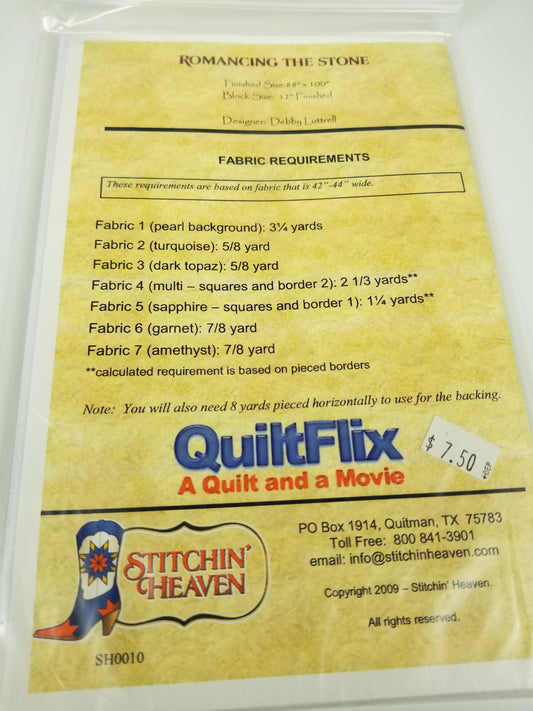 ROMANCING THE STONE
Finished Size: 88" x 100"
Block Size: 12" Finished
Designer: Debby Luttrell
FABRIC REQUIREMENTS
These requirements are based on fabric that is 42"-44" wide.
Fabric 1 (pearl background): 3¼ yards
Fabric 2 (turquoise): 5/8 yard
Fabric 3 (dark topaz): 5/8 yard
Fabric 4 (multi – squares and border 2): 2 1/3 yards**
Fabric 5 (sapphire – squares and border 1): 1¼ yards**
Fabric 6 (garnet): 7/8 yard
Fabric 7 (amethyst): 7/8 yard
**calculated requirement is based on pieced borders
Note: You will also need 8 yards pieced horizontally to use for the backing.
QuiltFlix
A Quilt and a Movie
$ 7.50
STITCHIN'
HEAVEN
PO Box 1914, Quitman, TX 75783
Toll Free: 800 841-3901
email: info@stitchinheaven.com
Copyright 2009 – Stitchin' Heaven.
All rights reserved.
SH0010